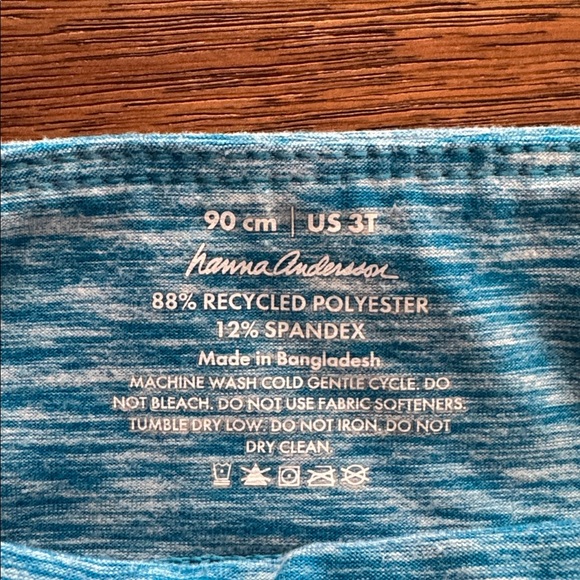 90 cm | US 3T
hanna andersson
88% RECYCLED POLYESTER
12% SPANDEX
Made in Bangladesh
MACHINE WASH COLD GENTLE CYCLE. DO
NOT BLEACH. DO NOT USE FABRIC SOFTENERS.
TUMBLE DRY LOW. DO NOT IRON. DO NOT
DRY CLEAN.